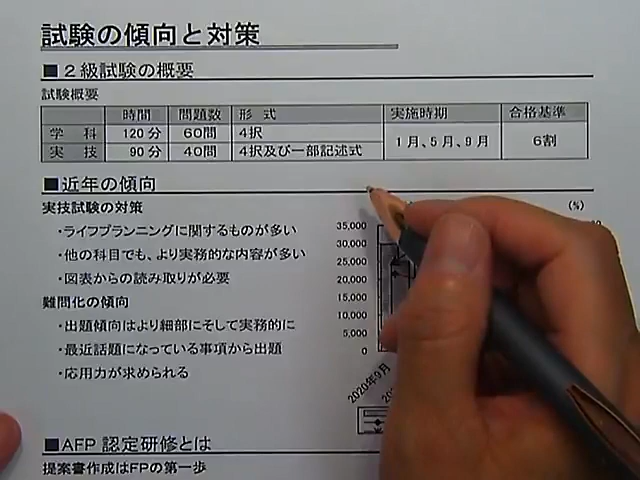 試験の傾向と対策
■２級試験の概要
試験概要
時間 問題数 形 式 実施時期 合格基準
学 科 120分 60問 4択 1月、5月、9月 6割
実 技 90分 40問 4択及び一部記述式
■近年の傾向
実技試験の対策
・ライフプランニングに関するものが多い
・他の科目でも、より実務的な内容が多い
・図表からの読み取りが必要
難問化の傾向
・出題傾向はより細部にそして実務的に
・最近話題になっている事項から出題
・応用力が求められる
(%)
35,000
30,000
25,000
20,000
15,000
10,000
5,000
0
2020年9月
■AFP 認定研修とは
提案書作成はFPの第一歩